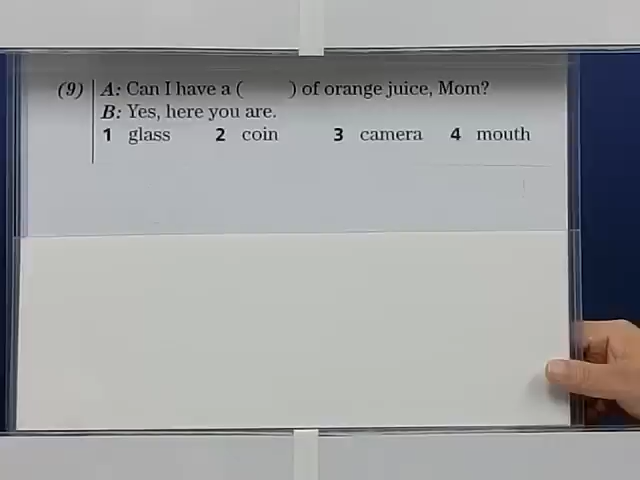 (9) A: Can I have a (    ) of orange juice, Mom?
B: Yes, here you are.
1 glass 2 coin 3 camera 4 mouth